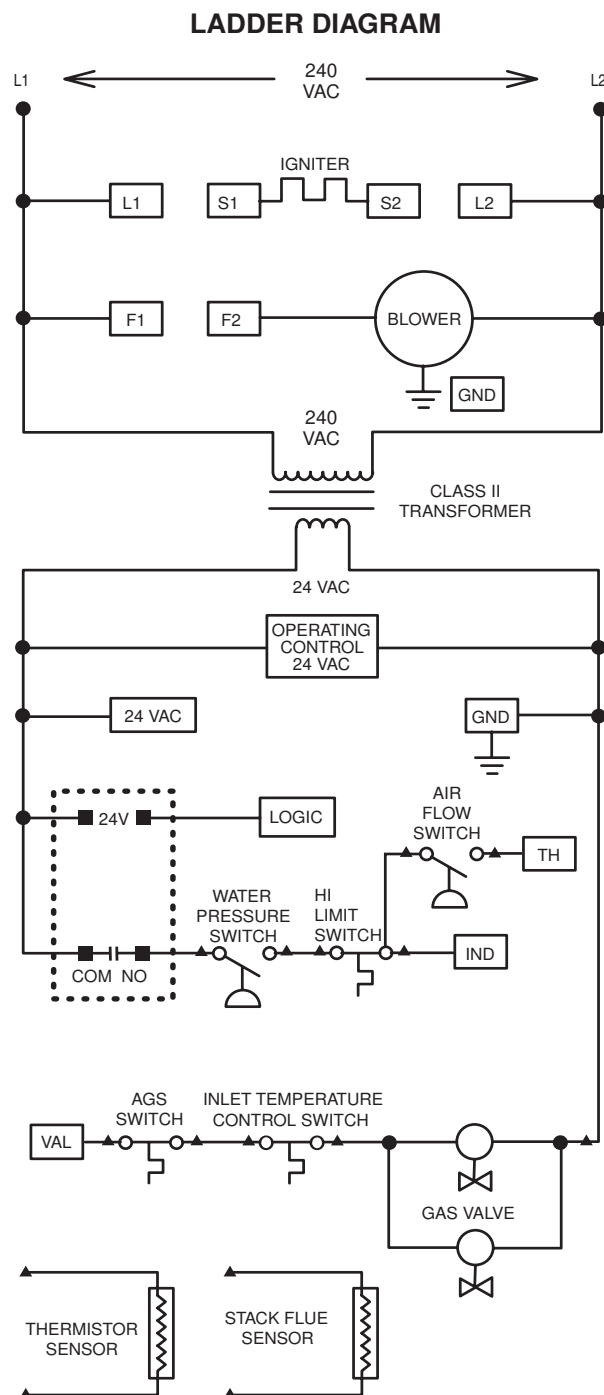 LADDER DIAGRAM
L1
240
VAC
L2
IGNITER
L1
S1
S2
L2
F1
F2
BLOWER
GND
240
VAC
CLASS II
TRANSFORMER
24 VAC
OPERATING
CONTROL
24 VAC
24 VAC
GND
24V
LOGIC
AIR
FLOW
SWITCH
TH
WATER
PRESSURE
SWITCH
HI
LIMIT
SWITCH
COM NO
IND
AGS
SWITCH
INLET TEMPERATURE
CONTROL SWITCH
VAL
GAS VALVE
THERMISTOR
SENSOR
STACK FLUE
SENSOR